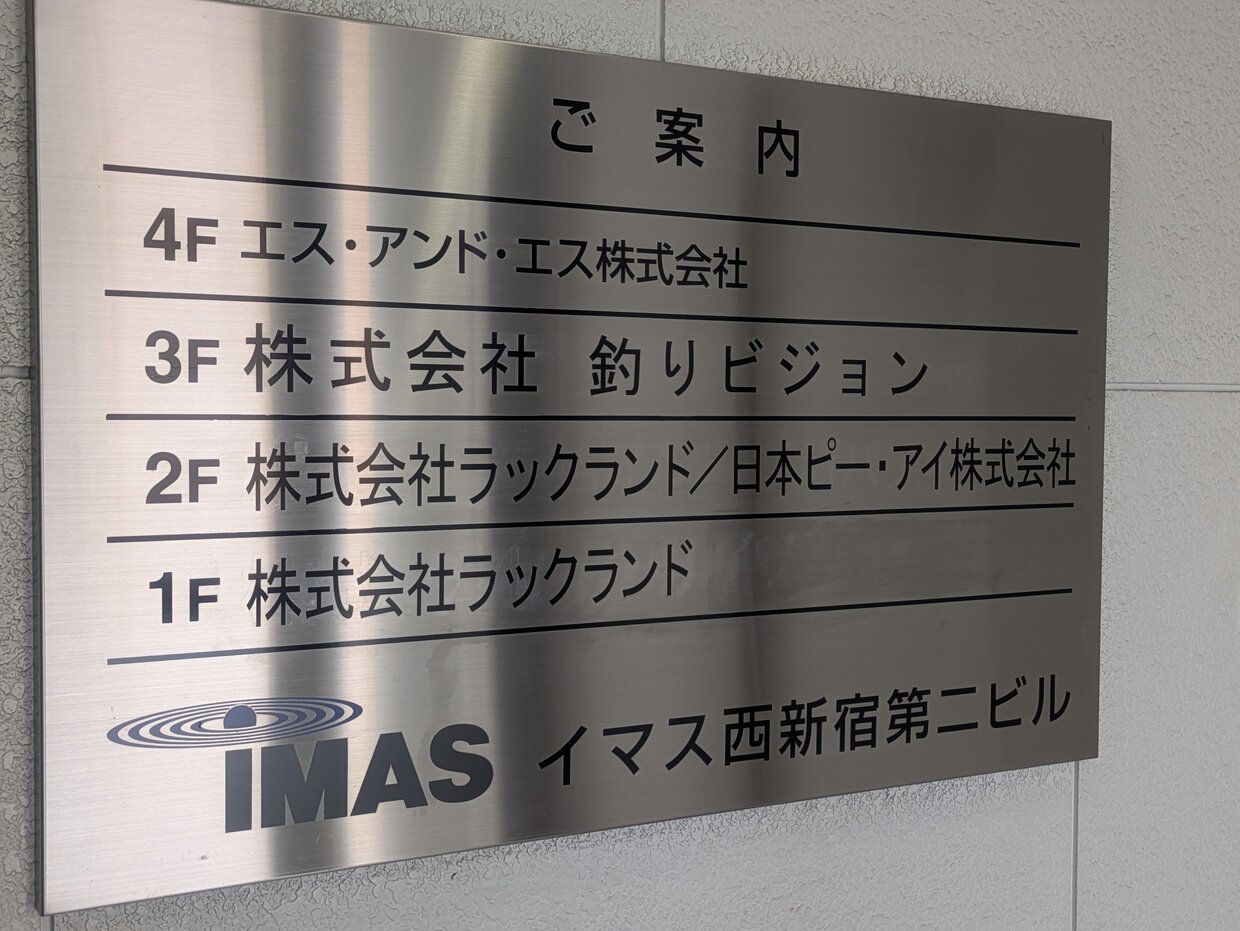 ご案内
4F エス・アンド・エス株式会社
3F 株式会社 釣りビジョン
2F 株式会社ラックランド／日本ピー・アイ株式会社
1F 株式会社ラックランド
iMAS イマス西新宿第二ビル